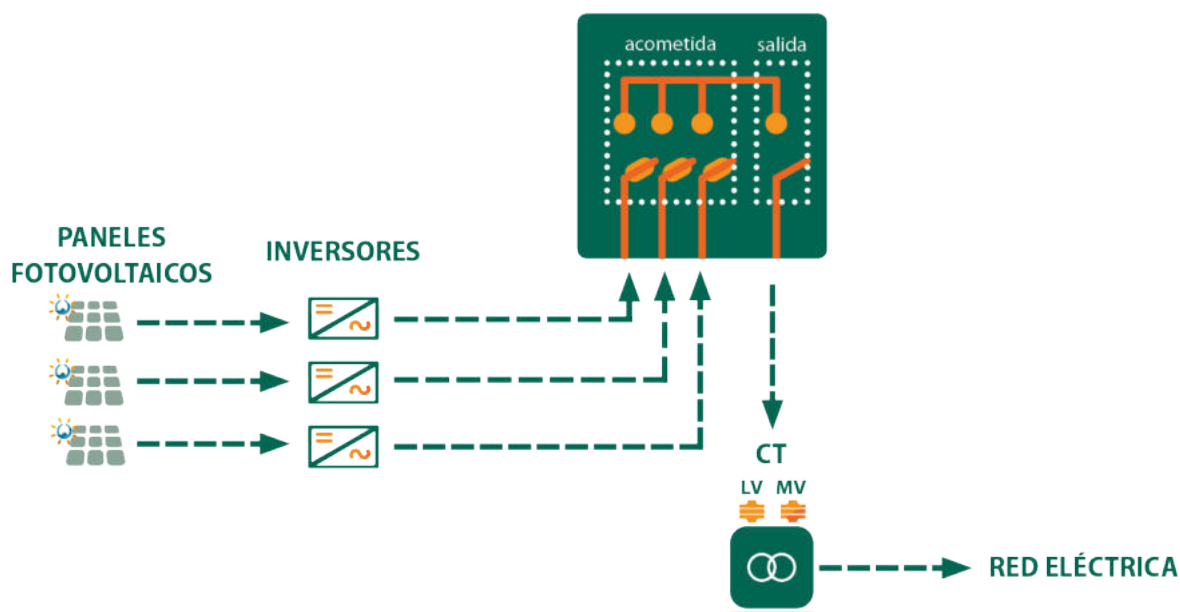 acometida salida
PANELES
FOTOVOLTAICOS
INVERSORES
CT
LV MV
RED ELÉCTRICA